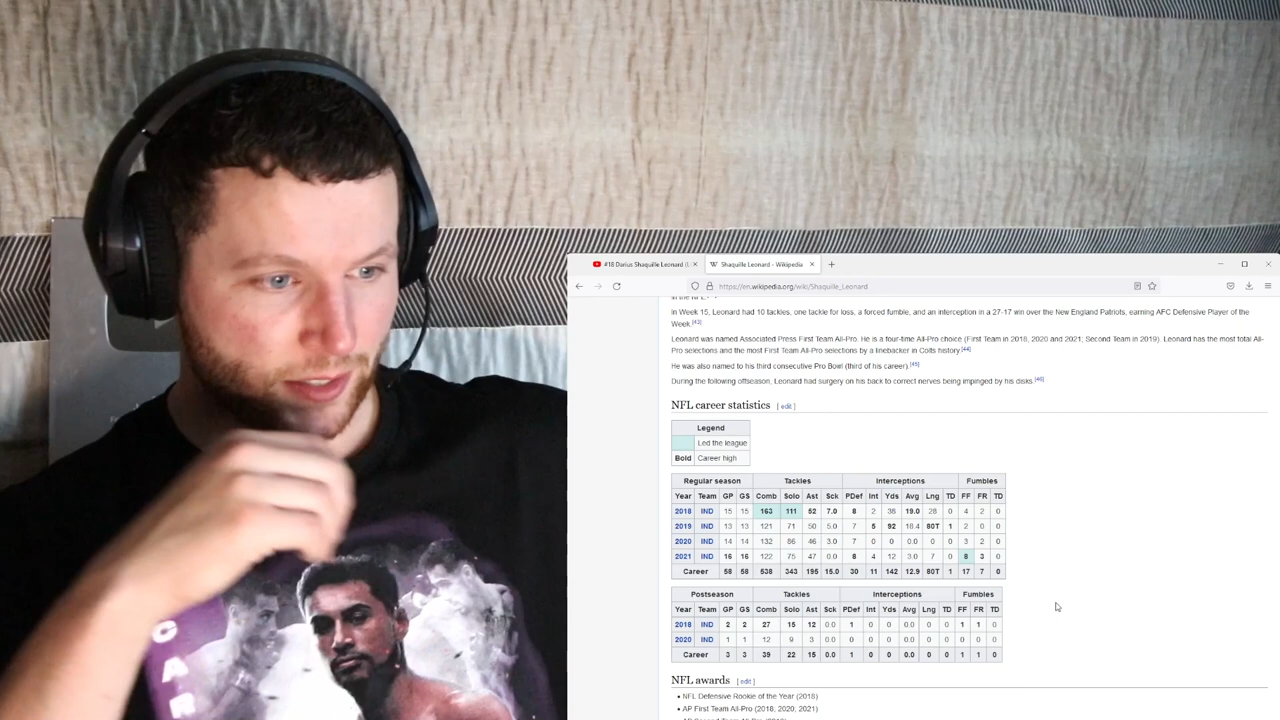 #18 Darius Shaquille Leonard (L
Shaquille Leonard - Wikipedia
https://en.wikipedia.org/wiki/Shaquille_Leonard
In Week 15, Leonard had 10 tackles, one tackle for loss, a forced fumble, and an interception in a 27-17 win over the New England Patriots, earning AFC Defensive Player of the
Week.[43]
Leonard was named Associated Press First Team All-Pro. He is a four-time All-Pro choice (First Team in 2018, 2020 and 2021; Second Team in 2019). Leonard has the most total All-
Pro selections and the most First Team All-Pro selections by a linebacker in Colts history.[44]
He was also named to his third consecutive Pro Bowl (third of his career).[45]
During the following offseason, Leonard had surgery on his back to correct nerves being impinged by his disks.[46]
NFL career statistics [ edit ]
Legend
Led the league
Bold Career high
Regular season Tackles Interceptions Fumbles
Year Team GP GS Comb Solo Ast Sck PDef Int Yds Avg Lng TD FF FR TD
2018 IND 15 15 163 111 52 7.0 8 2 38 19.0 28 0 4 2 0
2019 IND 13 13 121 71 50 5.0 7 5 92 18.4 80T 1 2 0 0
2020 IND 14 14 132 86 46 3.0 7 0 0 0.0 0 0 3 2 0
2021 IND 16 16 122 75 47 0.0 8 4 12 3.0 7 0 8 3 0
Career 58 58 538 343 195 15.0 30 11 142 12.9 80T 1 17 7 0
Postseason Tackles Interceptions Fumbles
Year Team GP GS Comb Solo Ast Sck PDef Int Yds Avg Lng TD FF FR TD
2018 IND 2 2 27 15 12 0.0 1 0 0 0.0 0 0 1 1 0
2020 IND 1 1 12 9 3 0.0 0 0 0 0.0 0 0 0 0 0
Career 3 3 39 22 15 0.0 1 0 0 0.0 0 0 1 1 0
NFL awards [ edit ]
• NFL Defensive Rookie of the Year (2018)
• AP First Team All-Pro (2018, 2020, 2021)
CAR